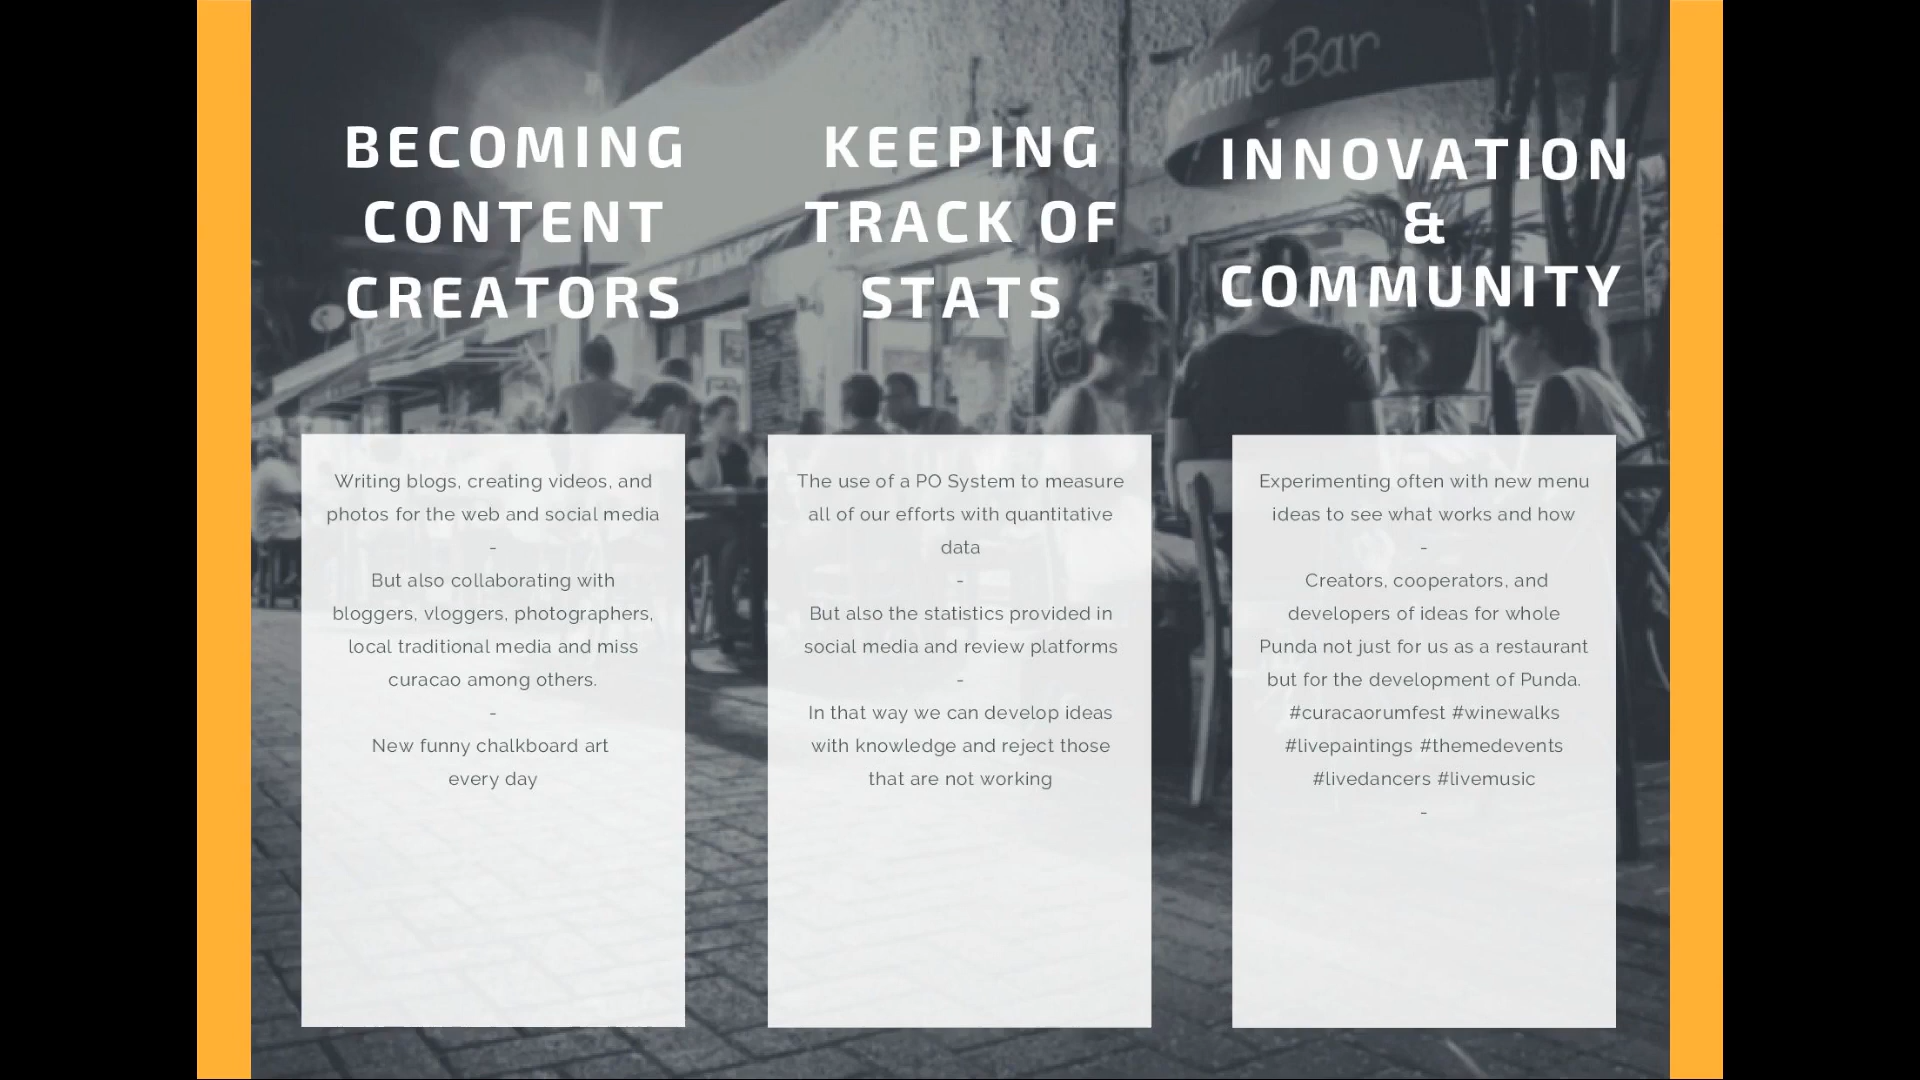 Smoothie Bar
BECOMING
CONTENT
CREATORS
Writing blogs, creating videos, and
photos for the web and social media
-
But also collaborating with
bloggers, vloggers, photographers,
local traditional media and miss
curacao among others.
-
New funny chalkboard art
every day
KEEPING
TRACK OF
STATS
The use of a PO System to measure
all of our efforts with quantitative
data
-
But also the statistics provided in
social media and review platforms
-
In that way we can develop ideas
with knowledge and reject those
that are not working
INNOVATION
&
COMMUNITY
Experimenting often with new menu
ideas to see what works and how
-
Creators, cooperators, and
developers of ideas for whole
Punda not just for us as a restaurant
but for the development of Punda.
#curacaorumfest #winewalks
#livepaintings #themedevents
#livedancers #livemusic
-